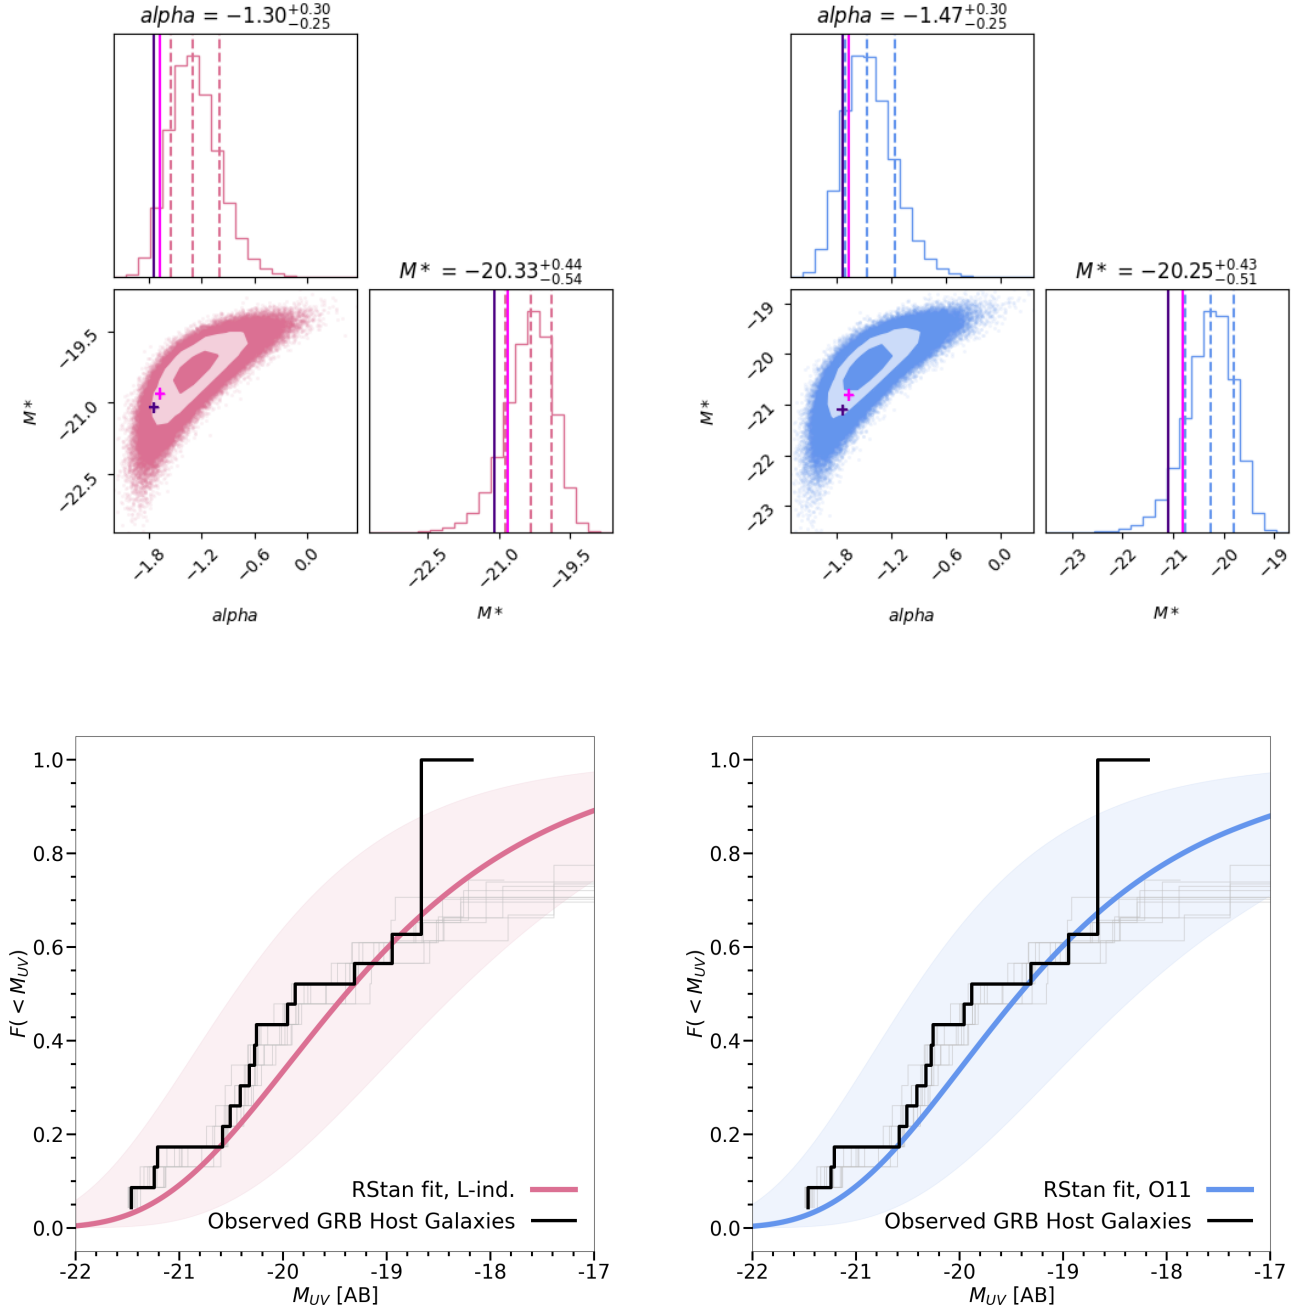 alpha = −1.30+0.30−0.25
alpha = −1.47+0.30−0.25
M* = −20.33+0.44−0.54
M* = −20.25+0.43−0.51
−19.5
−21.0
−22.5
M*
−19
−20
−21
−22
−23
M*
−1.8 −1.2 −0.6 0.0
−22.5 −21.0 −19.5
−1.8 −1.2 −0.6 0.0
−23 −22 −21 −20 −19
alpha
M*
alpha
M*
1.0
0.8
0.6
0.4
0.2
0.0
F(< MUV)
RStan fit, L-ind.
Observed GRB Host Galaxies
-22 -21 -20 -19 -18 -17
MUV [AB]
1.0
0.8
0.6
0.4
0.2
0.0
F(< MUV)
RStan fit, O11
Observed GRB Host Galaxies
-22 -21 -20 -19 -18 -17
MUV [AB]